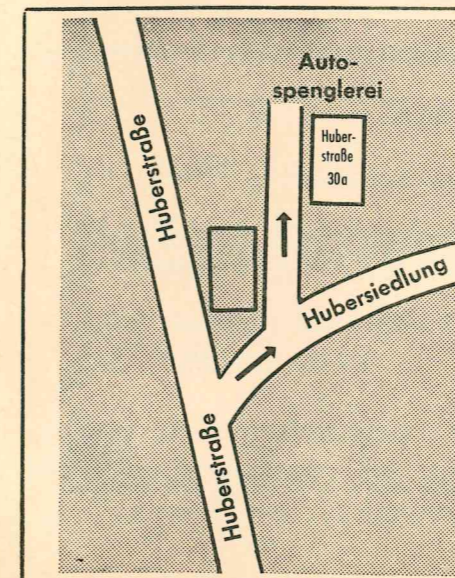 Auto-
spenglerei
Huber-
straße
30a
Huberstraße
Hubersiedlung
Huberstraße